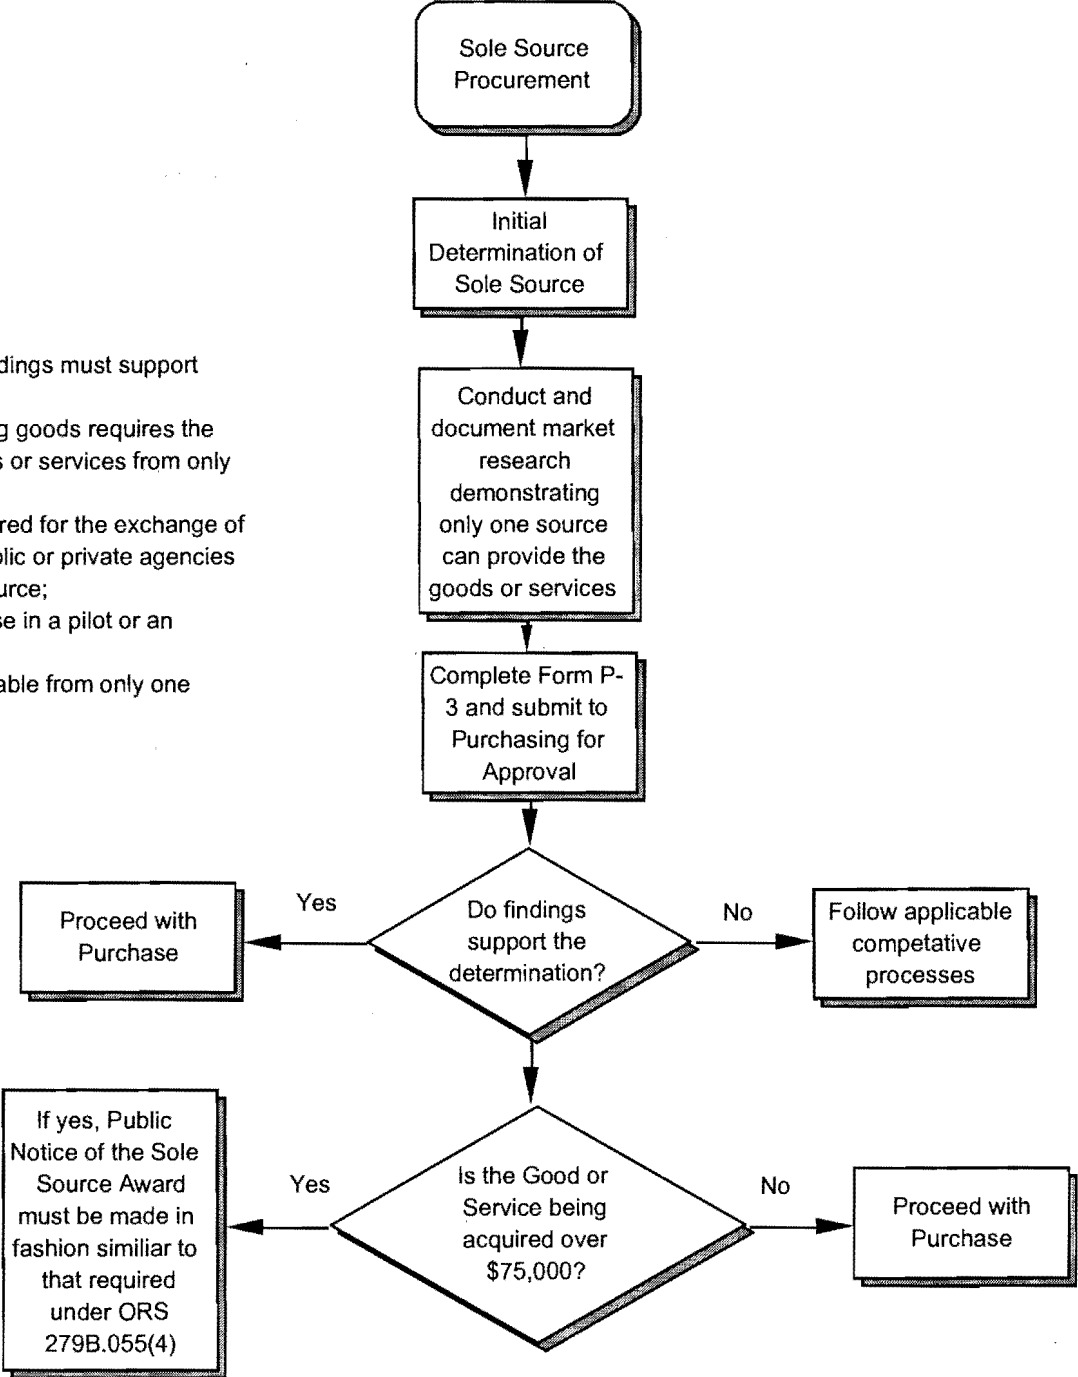 Sole Source
Procurement
Initial
Determination of
Sole Source
dings must support
g goods requires the
s or services from only
red for the exchange of
lic or private agencies
urce;
se in a pilot or an
able from only one
Conduct and
document market
research
demonstrating
only one source
can provide the
goods or services
Complete Form P-
3 and submit to
Purchasing for
Approval
Do findings
support the
determination?
Yes
No
Proceed with
Purchase
Follow applicable
competative
processes
Is the Good or
Service being
acquired over
$75,000?
Yes
No
If yes, Public
Notice of the Sole
Source Award
must be made in
fashion similiar to
that required
under ORS
279B.055(4)
Proceed with
Purchase